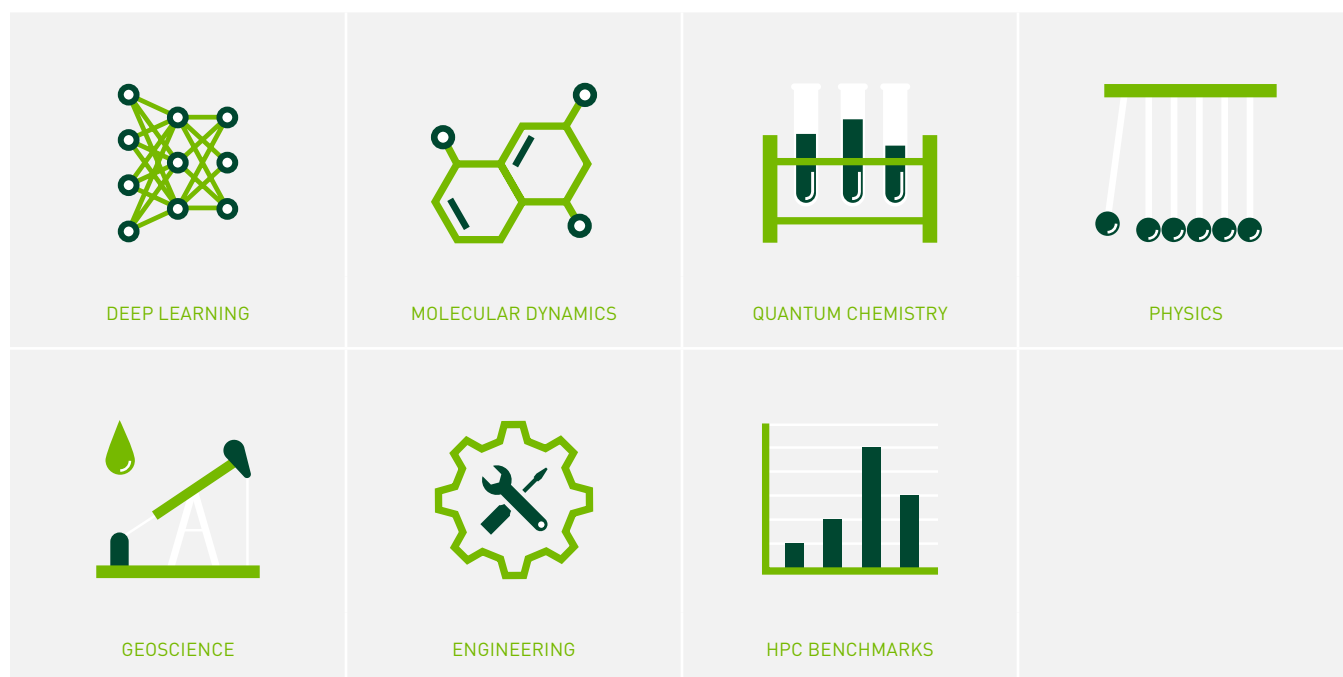 DEEP LEARNING
MOLECULAR DYNAMICS
QUANTUM CHEMISTRY
PHYSICS
GEOSCIENCE
ENGINEERING
HPC BENCHMARKS